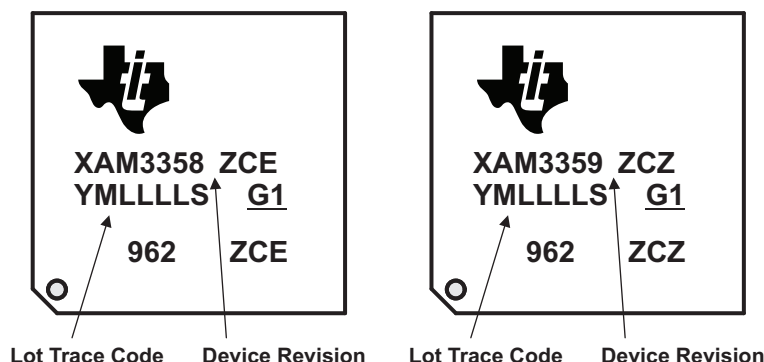 XAM3358 ZCE
YMLLLLS G1
962 ZCE
Lot Trace Code Device Revision
XAM3359 ZCZ
YMLLLLS G1
962 ZCZ
Lot Trace Code Device Revision